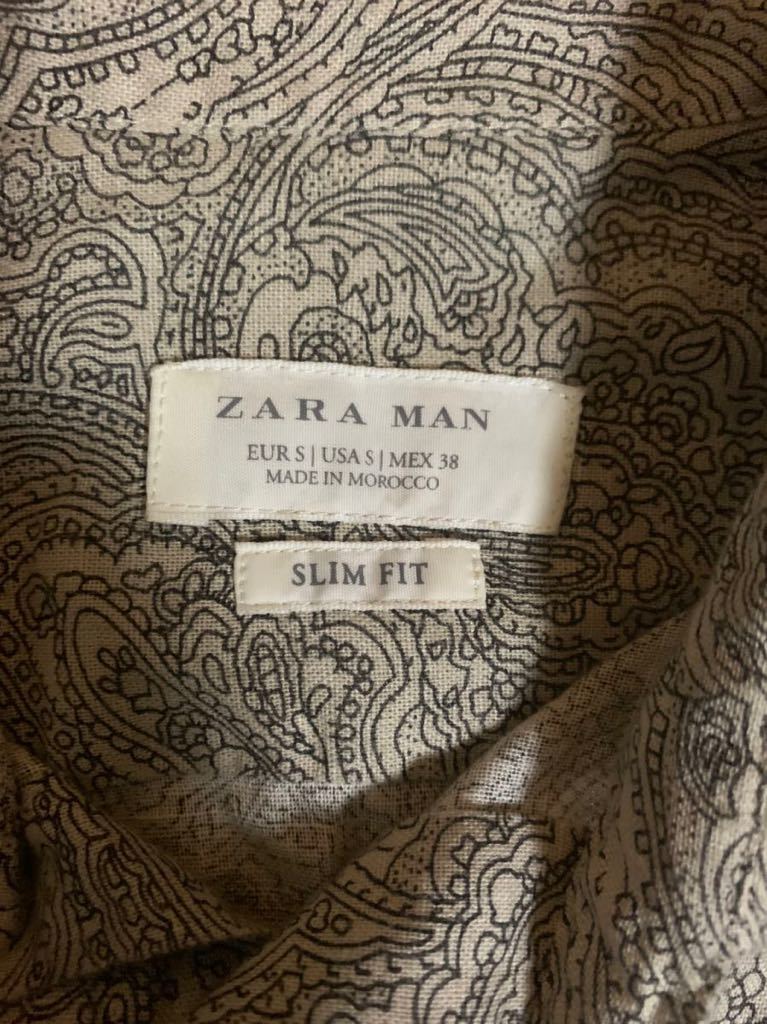 ZARA MAN
EUR S | USA S | MEX 38
MADE IN MOROCCO
SLIM FIT